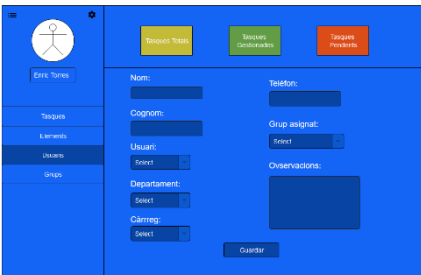 Enric Torres
Tasques
Elements
Usuaris
Grups
Tasques Totals
Tasques
Gestionades
Tasques
Pendents
Nom:
Cognom:
Usuari:
Select
Departament:
Select
Cárrreg:
Select
Telèfon:
Grup asignat:
Select
Ovservacions:
Guardar